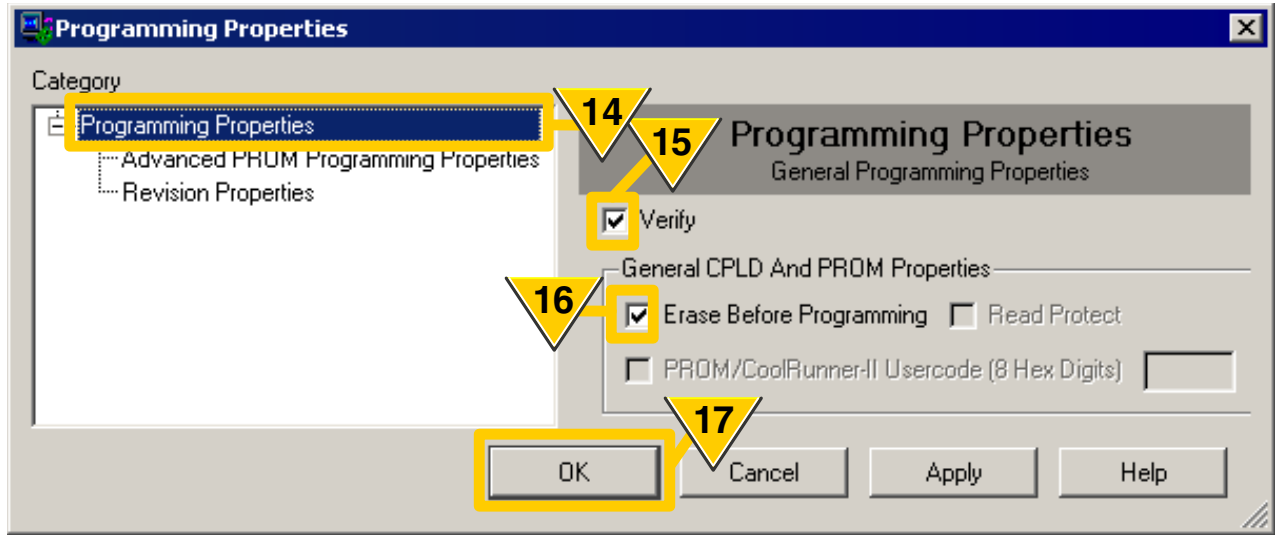 Programming Properties
Category
14
Programming Properties
15
Programming Properties
Advanced PROM Programming Properties
General Programming Properties
Revision Properties
Verify
General CPLD And PROM Properties
16
Erase Before Programming Read Protect
PROM/CoolRunner-II Usercode (8 Hex Digits)
17
OK Cancel Apply Help